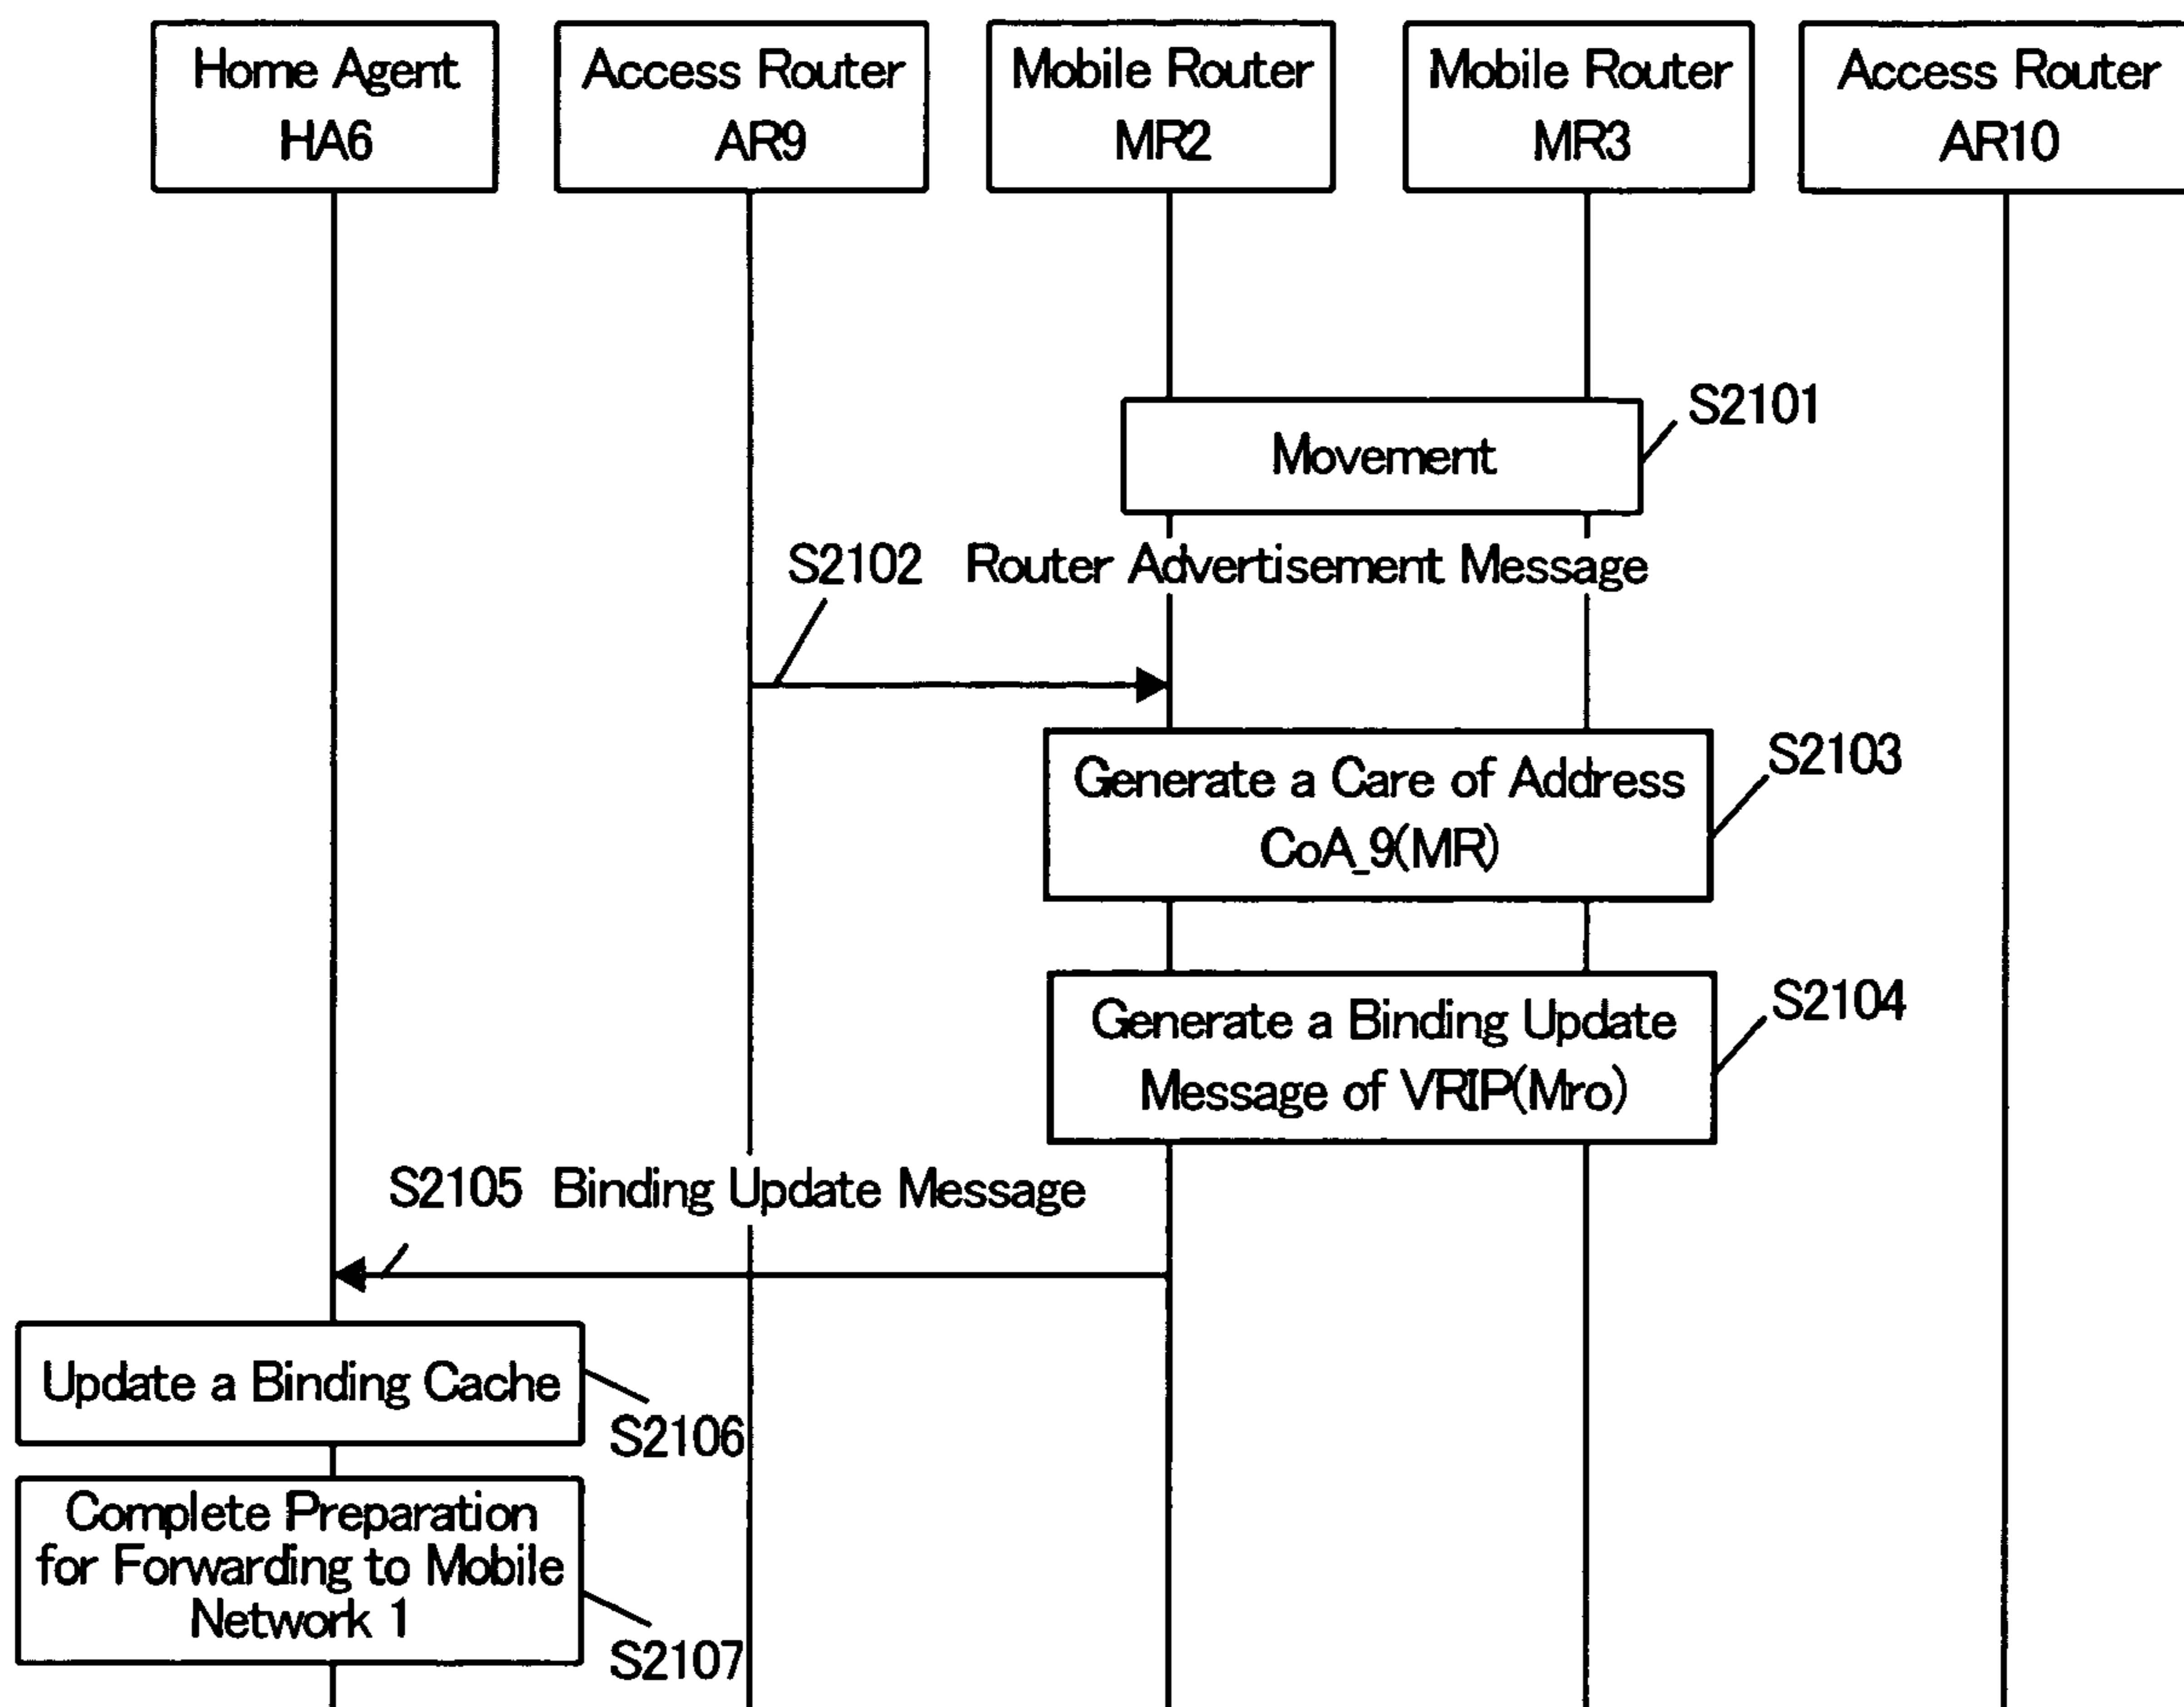 Home Agent
HA6
Access Router
AR9
Mobile Router
MR2
Mobile Router
MR3
Access Router
AR10
S2101
Movement
S2102 Router Advertisement Message
S2103
Generate a Care of Address
CoA_9(MR)
S2104
Generate a Binding Update
Message of VRIP(Mro)
S2105 Binding Update Message
Update a Binding Cache
S2106
Complete Preparation
for Forwarding to Mobile
Network 1
S2107